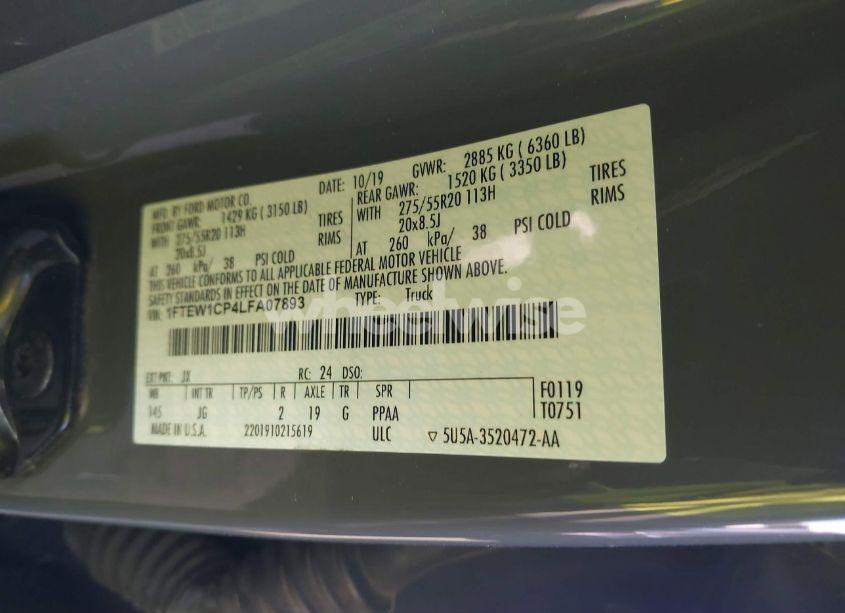 MFD. BY FORD MOTOR CO.
DATE: 10/19 GVWR: 2885 KG ( 6360 LB)
FRONT GAWR: 1429 KG ( 3150 LB) REAR GAWR: 1520 KG ( 3350 LB)
WITH 275/55R20 113H TIRES WITH 275/55R20 113H TIRES
20x8.5J RIMS 20x8.5J RIMS
AT 260 kPa/ 38 PSI COLD AT 260 kPa/ 38 PSI COLD
THIS VEHICLE CONFORMS TO ALL APPLICABLE FEDERAL MOTOR VEHICLE
SAFETY STANDARDS IN EFFECT ON THE DATE OF MANUFACTURE SHOWN ABOVE.
VIN: 1FTEW1CP4LFA07893 TYPE: Truck
wheelwise
EXT PNT: JX RC: 24 DSO:
WB INT TR TP/PS R AXLE TR SPR F0119
145 JG 2 19 G PPAA T0751
MADE IN U.S.A. 2201910215619 ULC ▽ 5U5A-3520472-AA